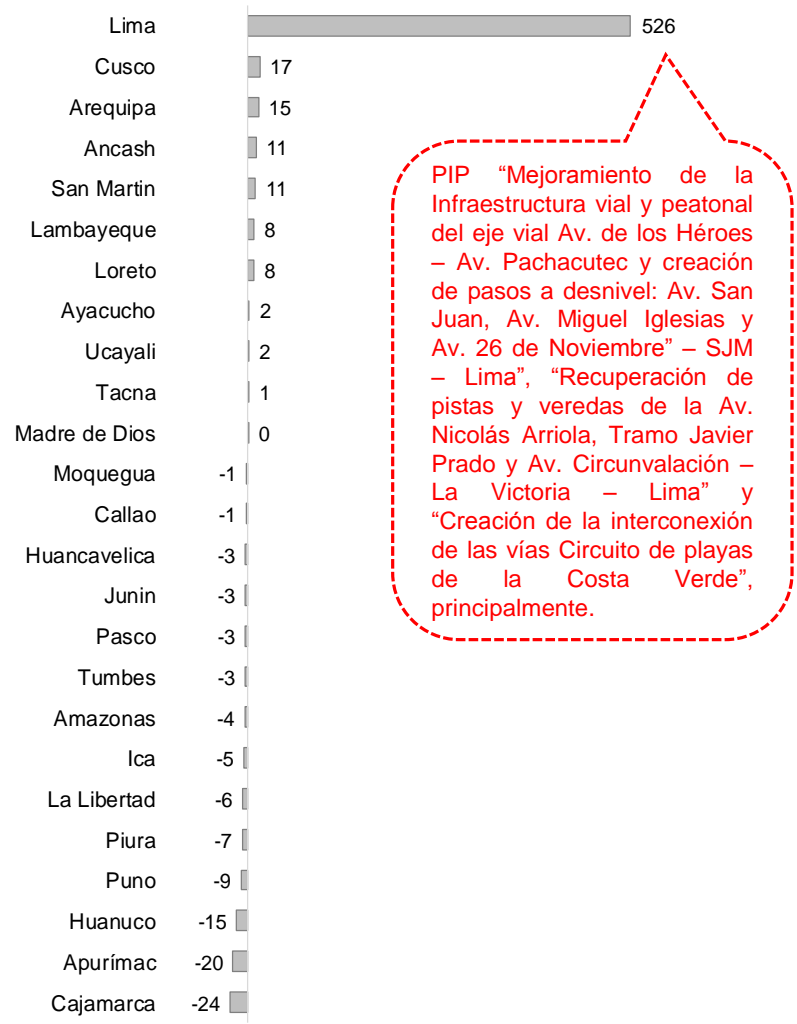 Lima 526
Cusco 17
Arequipa 15
Ancash 11
San Martin 11
Lambayeque 8
Loreto 8
Ayacucho 2
Ucayali 2
Tacna 1
Madre de Dios 0
Moquegua -1
Callao -1
Huancavelica -3
Junin -3
Pasco -3
Tumbes -3
Amazonas -4
Ica -5
La Libertad -6
Piura -7
Puno -9
Huanuco -15
Apurímac -20
Cajamarca -24
PIP “Mejoramiento de la
Infraestructura vial y peatonal
del eje vial Av. de los Héroes
– Av. Pachacutec y creación
de pasos a desnivel: Av. San
Juan, Av. Miguel Iglesias y
Av. 26 de Noviembre” – SJM
– Lima”, “Recuperación de
pistas y veredas de la Av.
Nicolás Arriola, Tramo Javier
Prado y Av. Circunvalación –
La Victoria – Lima” y
“Creación de la interconexión
de las vías Circuito de playas
de la Costa Verde”,
principalmente.